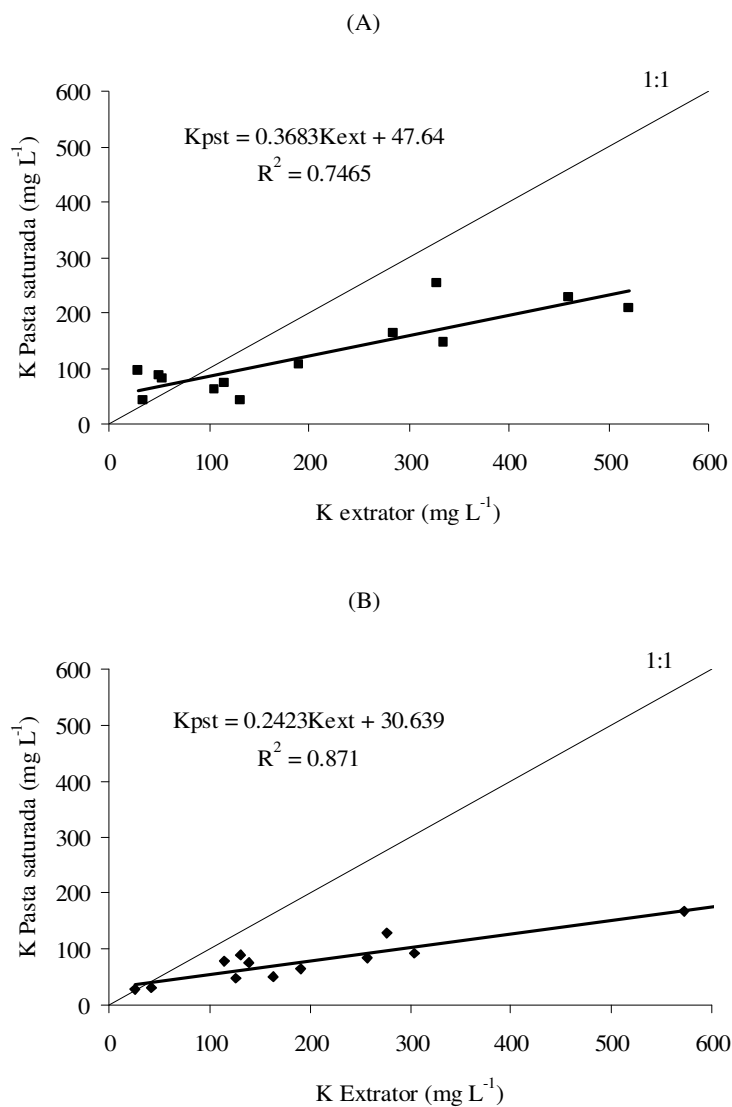 (A)
1:1
600
Kpst = 0.3683Kext + 47.64
R² = 0.7465
500
400
300
200
100
0
0 100 200 300 400 500 600
K Pasta saturada (mg L⁻¹)
K extrator (mg L⁻¹)
(B)
1:1
600
Kpst = 0.2423Kext + 30.639
R² = 0.871
500
400
300
200
100
0
0 100 200 300 400 500 600
K Pasta saturada (mg L⁻¹)
K Extrator (mg L⁻¹)